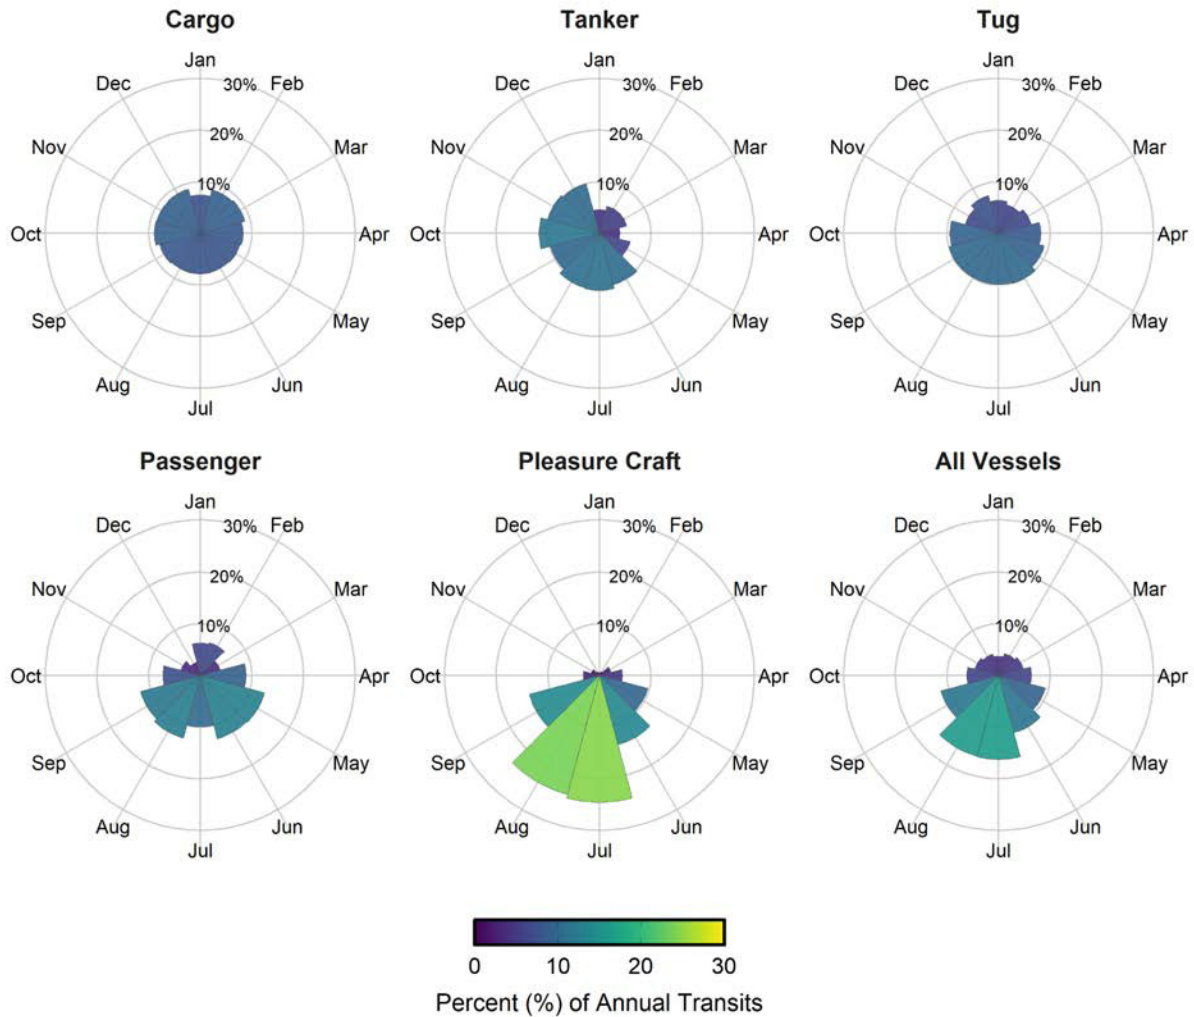 Cargo
Tanker
Tug
Jan
Jan
Jan
Dec
30%
Feb
Dec
30%
Feb
Dec
30%
Feb
Nov
20%
Mar
Nov
20%
Mar
Nov
20%
Mar
10%
10%
10%
Oct
Apr
Oct
Apr
Oct
Apr
Sep
May
Sep
May
Sep
May
Aug
Jun
Aug
Jun
Aug
Jun
Jul
Jul
Jul
Passenger
Pleasure Craft
All Vessels
Jan
Jan
Jan
Dec
30%
Feb
Dec
30%
Feb
Dec
30%
Feb
Nov
20%
Mar
Nov
20%
Mar
Nov
20%
Mar
10%
10%
10%
Oct
Apr
Oct
Apr
Oct
Apr
Sep
May
Sep
May
Sep
May
Aug
Jun
Aug
Jun
Aug
Jun
Jul
Jul
Jul
0
10
20
30
Percent (%) of Annual Transits